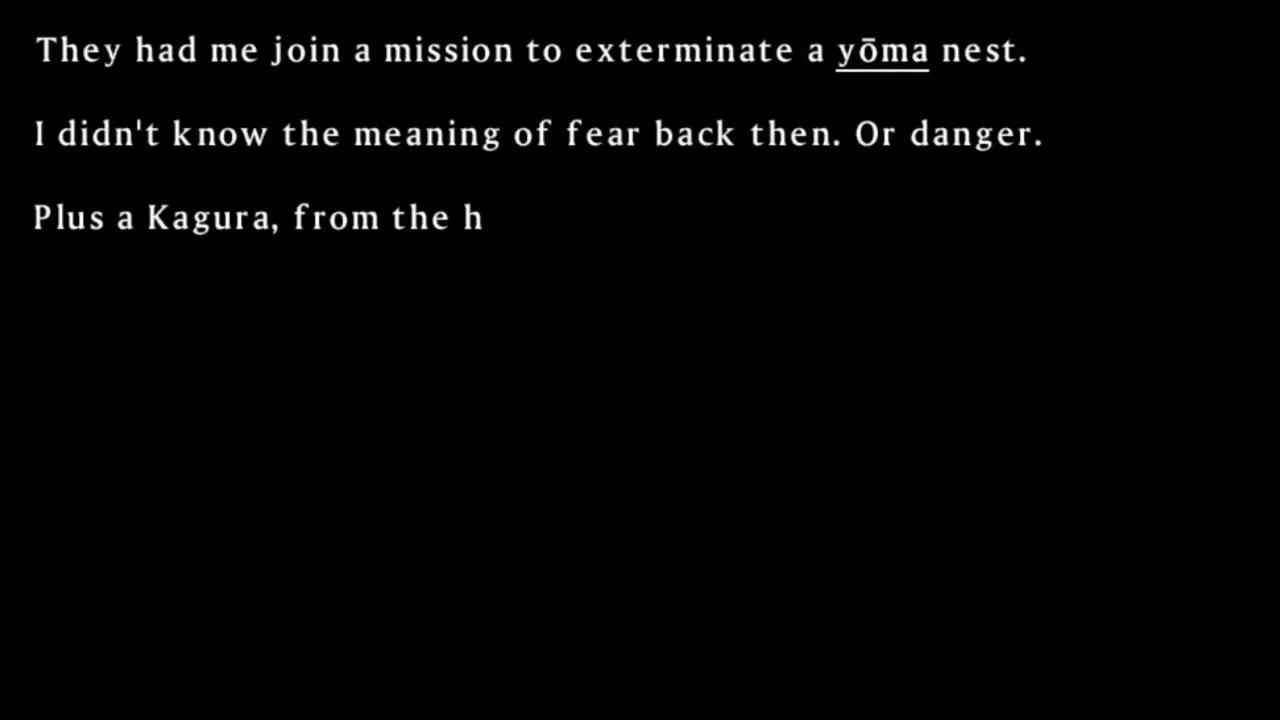 They had me join a mission to exterminate a yōma nest.
I didn't know the meaning of fear back then. Or danger.
Plus a Kagura, from the h